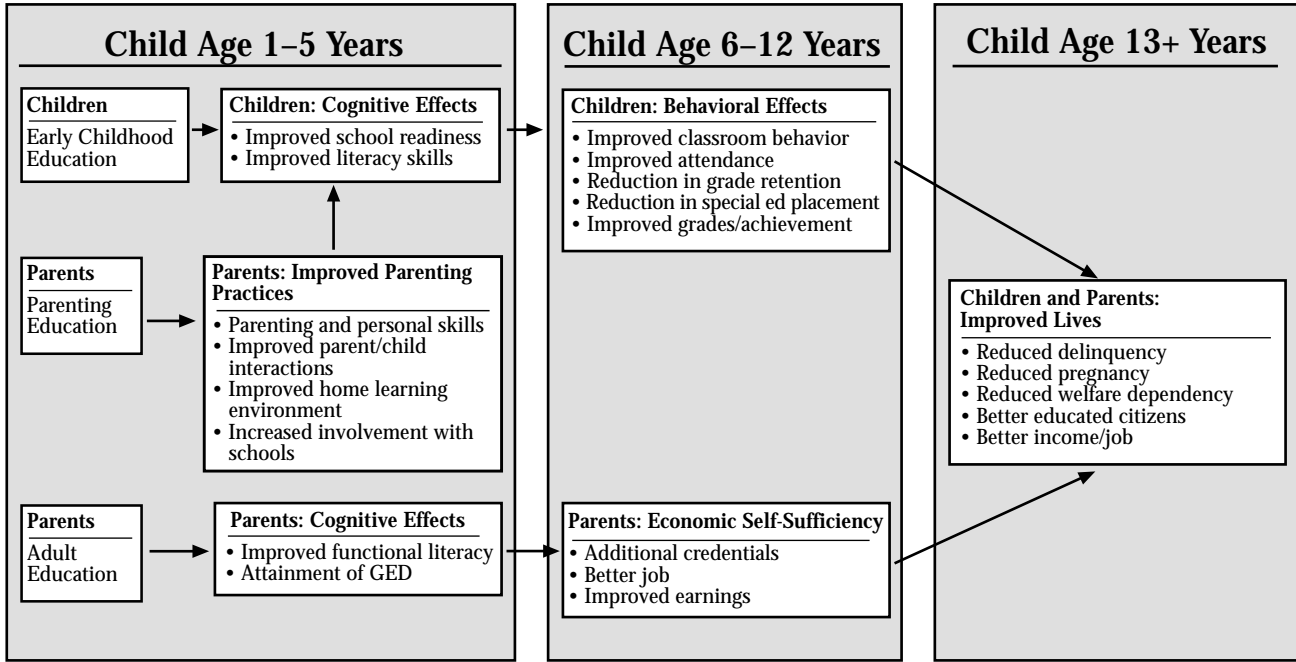 Child Age 1–5 Years
Children
Early Childhood
Education
Children: Cognitive Effects
• Improved school readiness
• Improved literacy skills
Parents
Parenting
Education
Parents: Improved Parenting
Practices
• Parenting and personal skills
• Improved parent/child
interactions
• Improved home learning
environment
• Increased involvement with
schools
Parents
Adult
Education
Parents: Cognitive Effects
• Improved functional literacy
• Attainment of GED
Child Age 6–12 Years
Children: Behavioral Effects
• Improved classroom behavior
• Improved attendance
• Reduction in grade retention
• Reduction in special ed placement
• Improved grades/achievement
Parents: Economic Self-Sufficiency
• Additional credentials
• Better job
• Improved earnings
Child Age 13+ Years
Children and Parents:
Improved Lives
• Reduced delinquency
• Reduced pregnancy
• Reduced welfare dependency
• Better educated citizens
• Better income/job